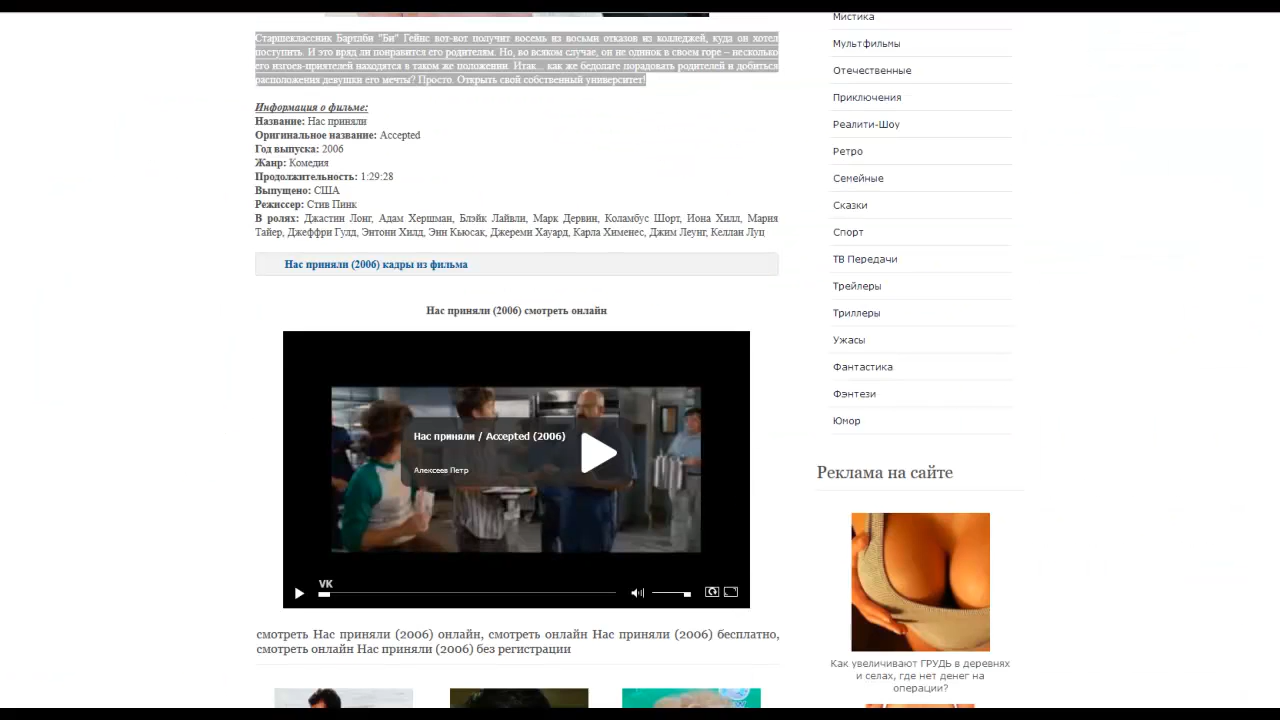 Мистика
Старшеклассник Бартлби "Би" Гейнс вот-вот получит восемь из восьми отказов из колледжей, куда он хотел
поступить. И это вряд ли понравится его родителям. Но, во всяком случае, он не одинок в своем горе – несколько
его изгоев-приятелей находятся в таком же положении. Итак... как же бедолаге порадовать родителей и добиться
расположения девушки его мечты? Просто. Открыть свой собственный университет!
Информация о фильме:
Название: Нас приняли
Оригинальное название: Accepted
Год выпуска: 2006
Жанр: Комедия
Продолжительность: 1:29:28
Выпущено: США
Режиссер: Стив Пинк
В ролях: Джастин Лонг, Адам Хершман, Блэйк Лайвли, Марк Дервин, Коламбус Шорт, Иона Хилл, Мария
Тайер, Джеффри Гулд, Энтони Хилд, Энн Кьюсак, Джереми Хауард, Карла Хименес, Джим Леунг, Келлан Луц
Нас приняли (2006) кадры из фильма
Нас приняли (2006) смотреть онлайн
Нас приняли / Accepted (2006)
Алексеев Петр
VK
смотреть Нас приняли (2006) онлайн, смотреть онлайн Нас приняли (2006) бесплатно,
смотреть онлайн Нас приняли (2006) без регистрации
Мультфильмы
Отечественные
Приключения
Реалити-Шоу
Ретро
Семейные
Сказки
Спорт
ТВ Передачи
Трейлеры
Триллеры
Ужасы
Фантастика
Фэнтези
Юмор
Реклама на сайте
Как увеличивают ГРУДЬ в деревнях
и селах, где нет денег на
операции?